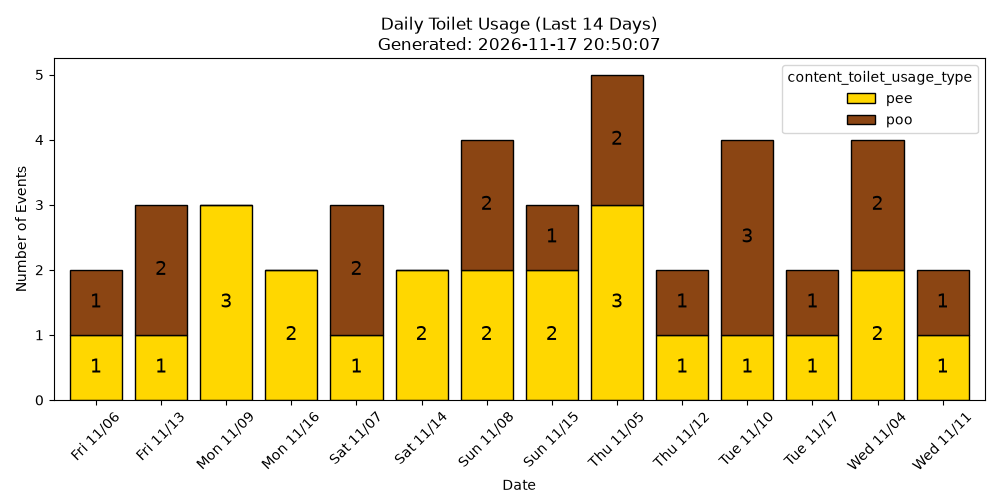 Daily Toilet Usage (Last 14 Days)
Generated: 2026-11-17 20:50:07
content_toilet_usage_type
pee
poo
Number of Events
5
4
3
2
1
0
1 2 2 2 1 2 1 3 1 2 1
1 1 3 2 1 2 2 2 3 1 1 1 2 1
Fri 11/06 Fri 11/13 Mon 11/09 Mon 11/16 Sat 11/07 Sat 11/14 Sun 11/08 Sun 11/15 Thu 11/05 Thu 11/12 Tue 11/10 Tue 11/17 Wed 11/04 Wed 11/11
Date